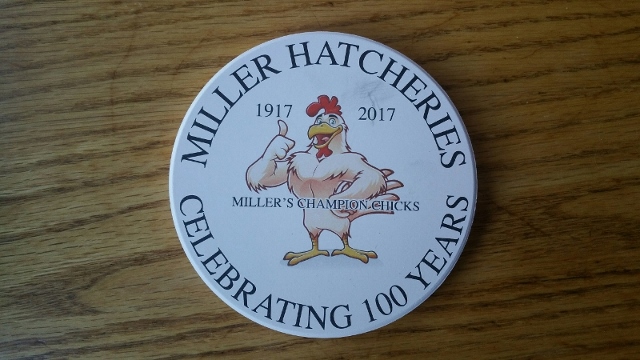 MILLER HATCHERIES
1917 2017
MILLER'S CHAMPION CHICKS
CELEBRATING 100 YEARS